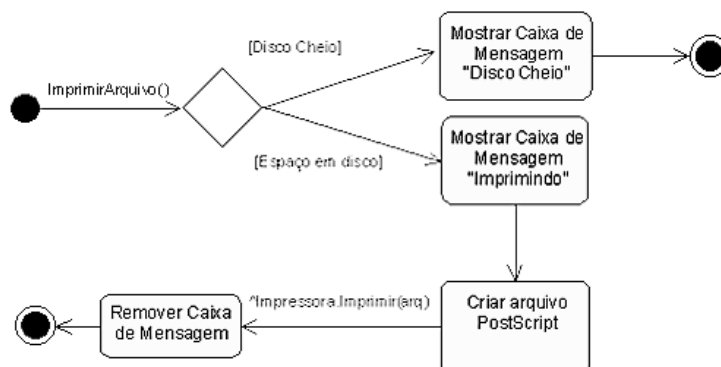 Mostrar Caixa de
Mensagem
"Disco Cheio"
[Disco Cheio]
ImprimirArquivo()
Mostrar Caixa de
Mensagem
"Imprimindo"
[Espaço em disco]
^Impressora.Imprimir(arq)
Remover Caixa
de Mensagem
Criar arquivo
PostScript